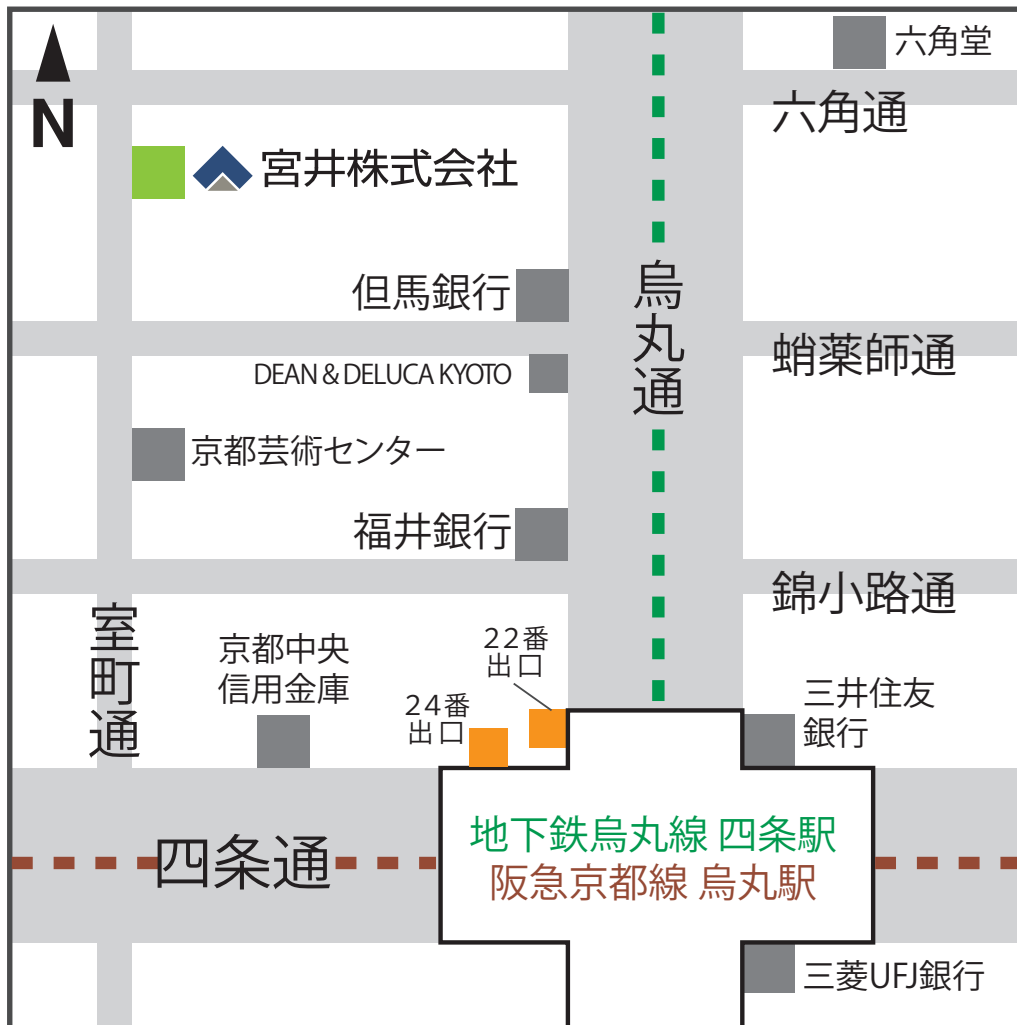 六角堂
六角通
N
宮井株式会社
但馬銀行
烏丸通
蛸薬師通
DEAN & DELUCA KYOTO
京都芸術センター
福井銀行
錦小路通
室町通
22番
出口
京都中央
信用金庫
24番
出口
三井住友
銀行
地下鉄烏丸線 四条駅
四条通
阪急京都線 烏丸駅
三菱UFJ銀行